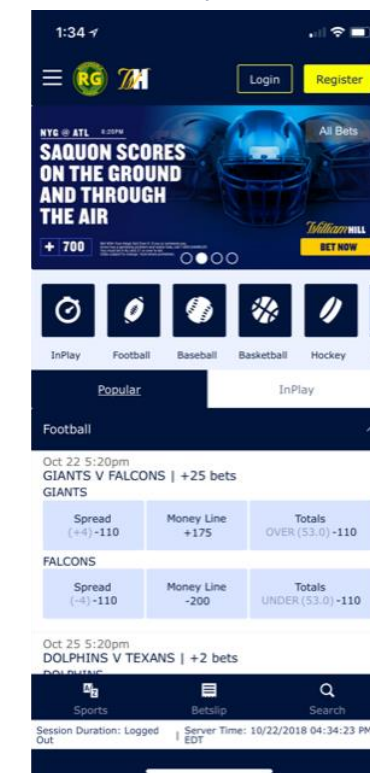 1:34
RG WH
Login
Register
NYG @ ATL 8:20PM
All Bets
SAQUON SCORES
ON THE GROUND
AND THROUGH
THE AIR
William HILL
+ 700
BET NOW
InPlay
Football
Baseball
Basketball
Hockey
Popular
InPlay
Football
Oct 22 5:20pm
GIANTS V FALCONS | +25 bets
GIANTS
Spread
(+4) -110
Money Line
+175
Totals
OVER (53.0) -110
FALCONS
Spread
(-4) -110
Money Line
-200
Totals
UNDER (53.0) -110
Oct 25 5:20pm
DOLPHINS V TEXANS | +2 bets
DOLPHINS
Sports
Betslip
Search
Session Duration: Logged
Out
| Server Time: 10/22/2018 04:34:23 PM
EDT